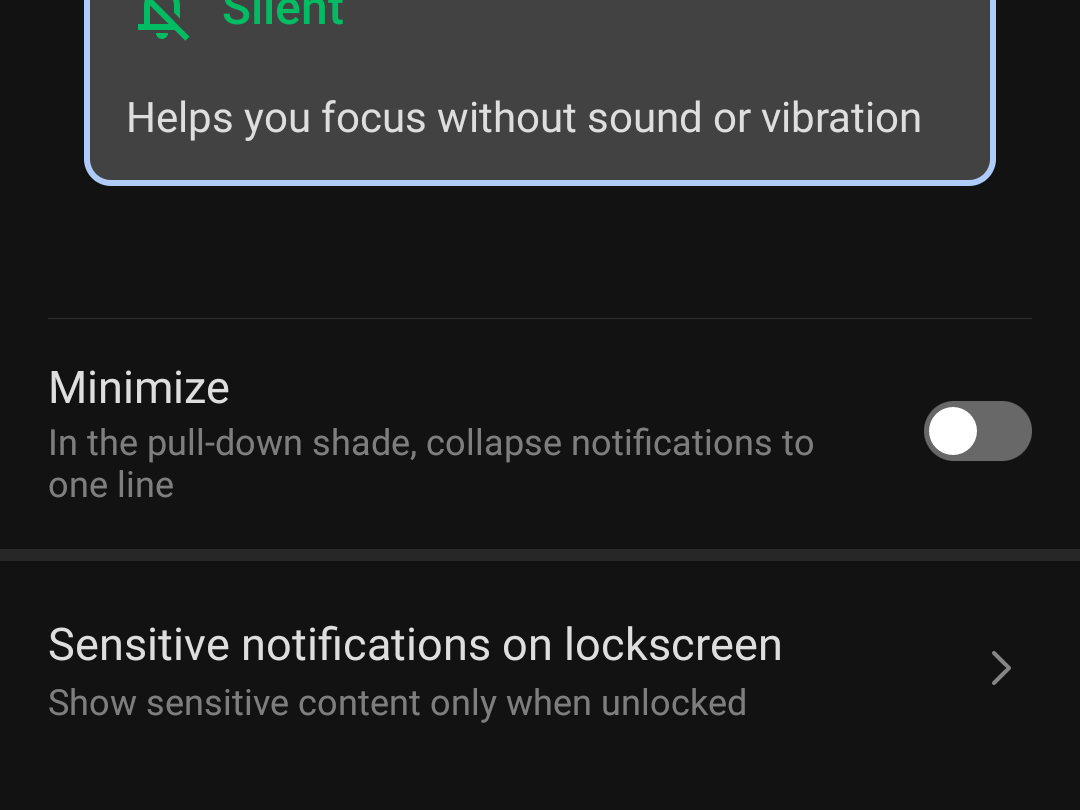 Silent
Helps you focus without sound or vibration
Minimize
In the pull-down shade, collapse notifications to
one line
Sensitive notifications on lockscreen
Show sensitive content only when unlocked